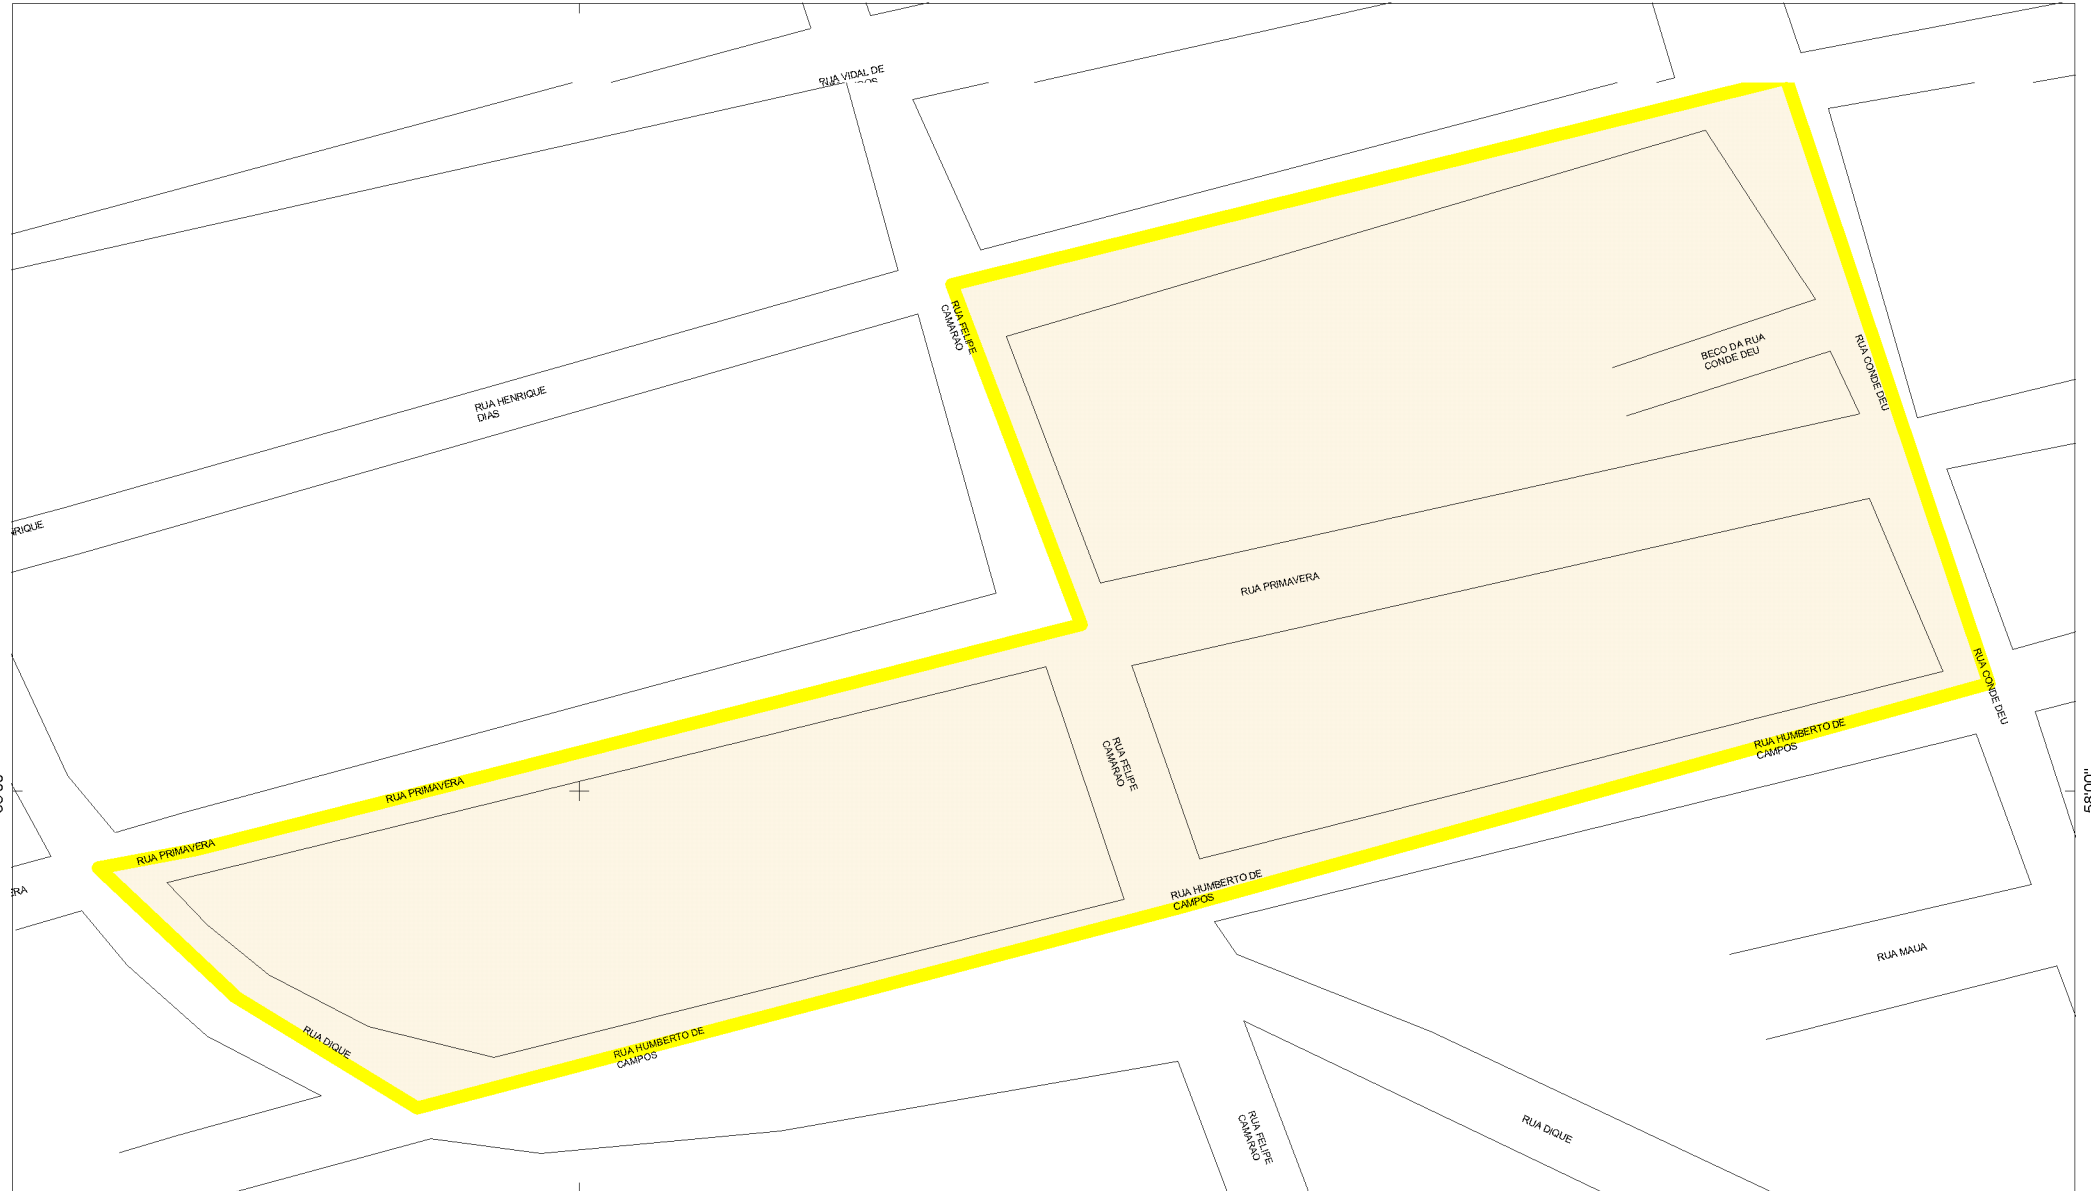 RUA VIDAL DE
RUA FELIPE
CAMARAO
BECO DA RUA
CONDE DEU
RUA CONDE DEU
RUA HENRIQUE
DIAS
RUA PRIMAVERA
RUA CONDE DEU
RUA FELIPE
CAMARAO
RUA HUMBERTO DE
CAMPOS
RUA PRIMAVERA
58'00"
RUA PRIMAVERA
RUA HUMBERTO DE
CAMPOS
RUA MAUA
RUA DIQUE
RUA HUMBERTO DE
CAMPOS
RUA FELIPE
CAMARAO
RUA DIQUE